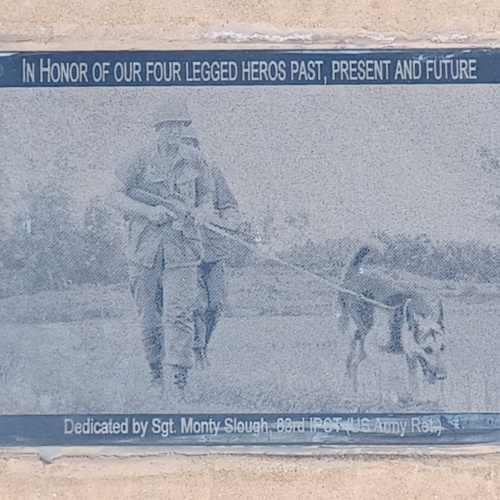 IN HONOR OF OUR FOUR LEGGED HEROS PAST, PRESENT AND FUTURE
Dedicated by Sgt. Monty Slough, 63rd IPCT (US Army Ret.)